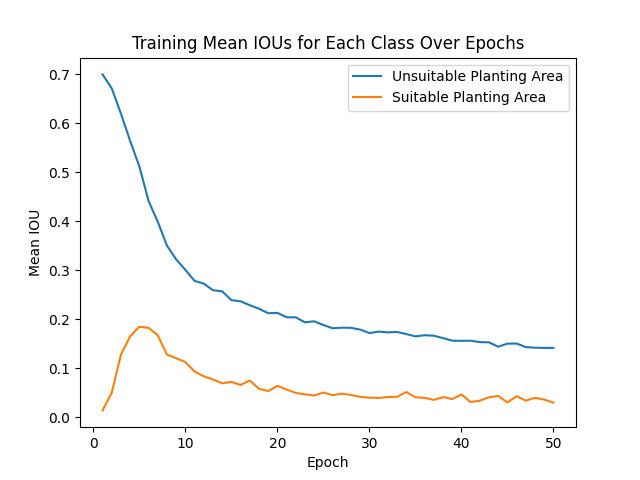 Training Mean IOUs for Each Class Over Epochs
Unsuitable Planting Area
Suitable Planting Area
Mean IOU
0.7
0.6
0.5
0.4
0.3
0.2
0.1
0.0
0 10 20 30 40 50
Epoch